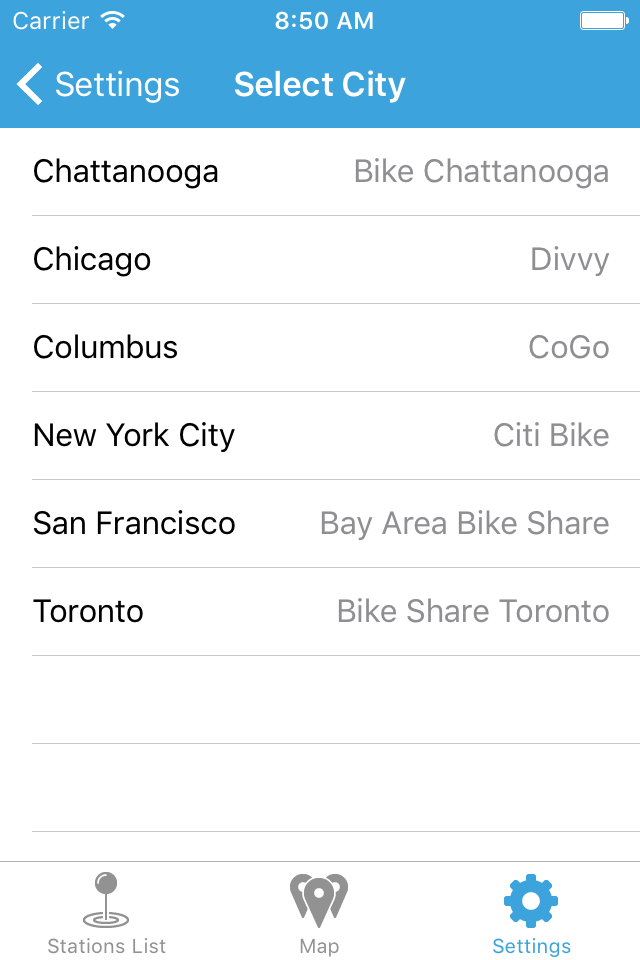 Carrier 8:50 AM
Settings Select City
Chattanooga Bike Chattanooga
Chicago Divvy
Columbus CoGo
New York City Citi Bike
San Francisco Bay Area Bike Share
Toronto Bike Share Toronto
Stations List Map Settings